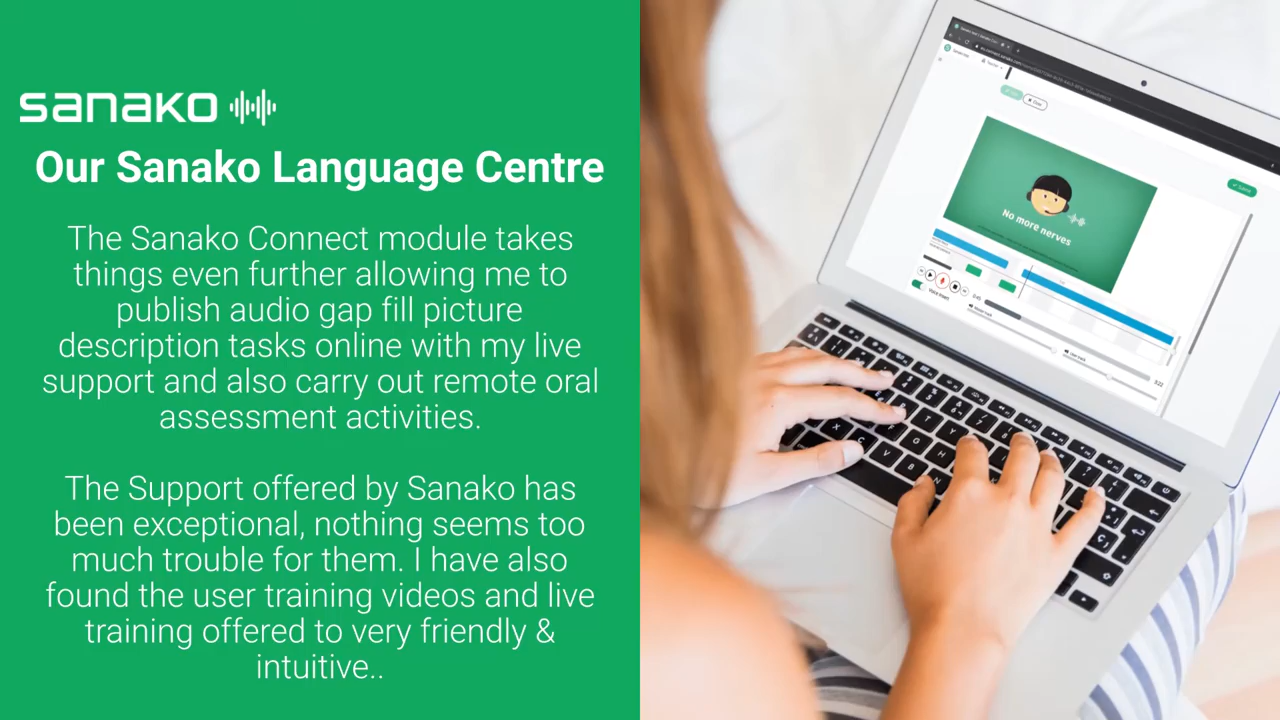 sanako
Our Sanako Language Centre
The Sanako Connect module takes
things even further allowing me to
publish audio gap fill picture
description tasks online with my live
support and also carry out remote oral
assessment activities.
The Support offered by Sanako has
been exceptional, nothing seems too
much trouble for them. I have also
found the user training videos and live
training offered to very friendly &
intuitive..
No more nerves